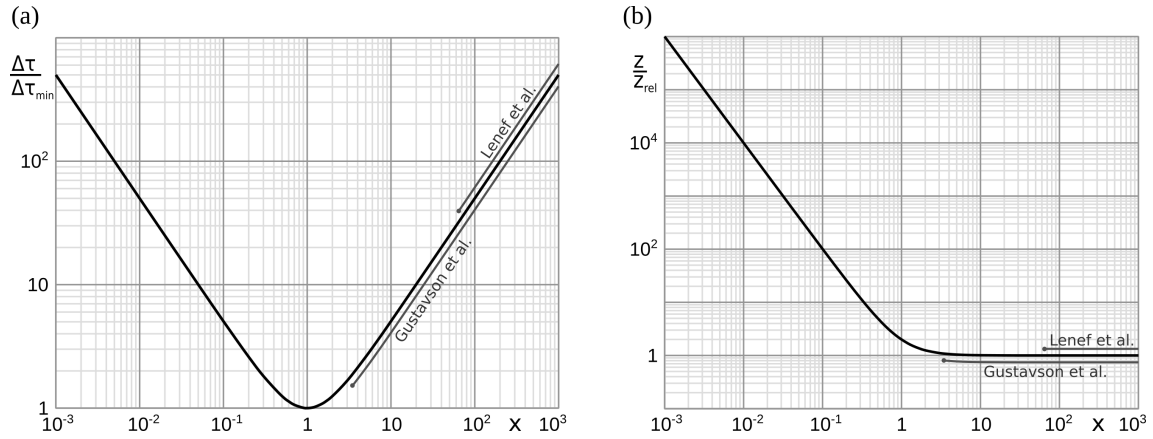 (a)
Δτ
Δτmin
10²
10
1
10⁻³ 10⁻² 10⁻¹ 1 10 10² x 10³
Lenef et al.
Gustavson et al.
(b)
z
zrel
10⁴
10²
1
10⁻³ 10⁻² 10⁻¹ 1 10 10² x 10³
Lenef et al.
Gustavson et al.